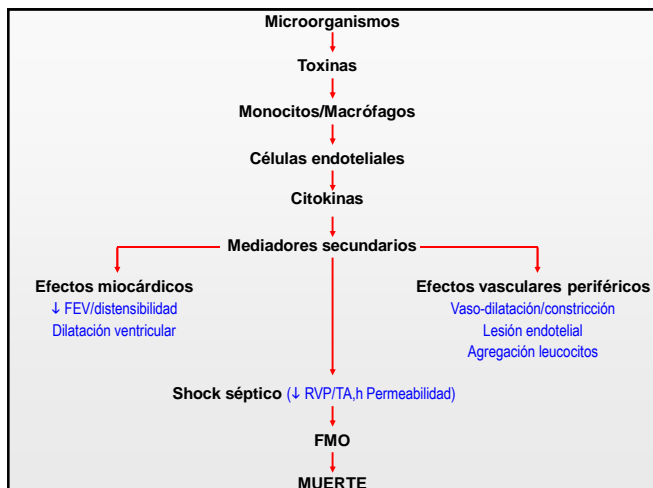 Microorganismos
Toxinas
Monocitos/Macrófagos
Células endoteliales
Citokinas
Mediadores secundarios
Efectos miocárdicos
↓ FEV/distensibilidad
Dilatación ventricular
Efectos vasculares periféricos
Vaso-dilatación/constricción
Lesión endotelial
Agregación leucocitos
Shock séptico (↓ RVP/TA,h Permeabilidad)
FMO
MUERTE